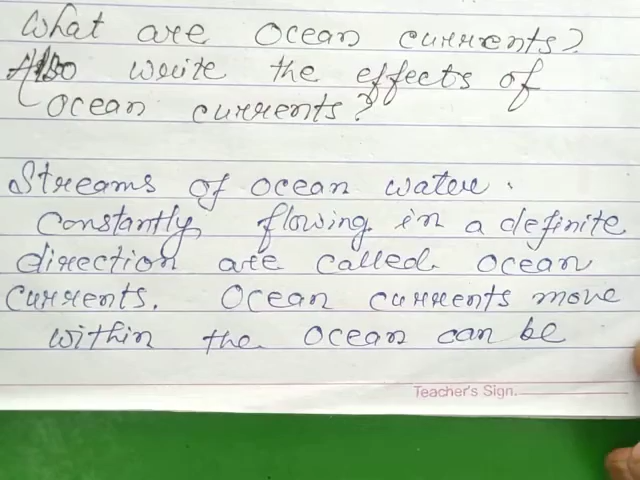 What are Ocean currents?
Also write the effects of
Ocean currents?
Streams of ocean water.
Constantly flowing in a definite
direction are called Ocean
currents. Ocean currents move
within the Ocean can be
Teacher's Sign.